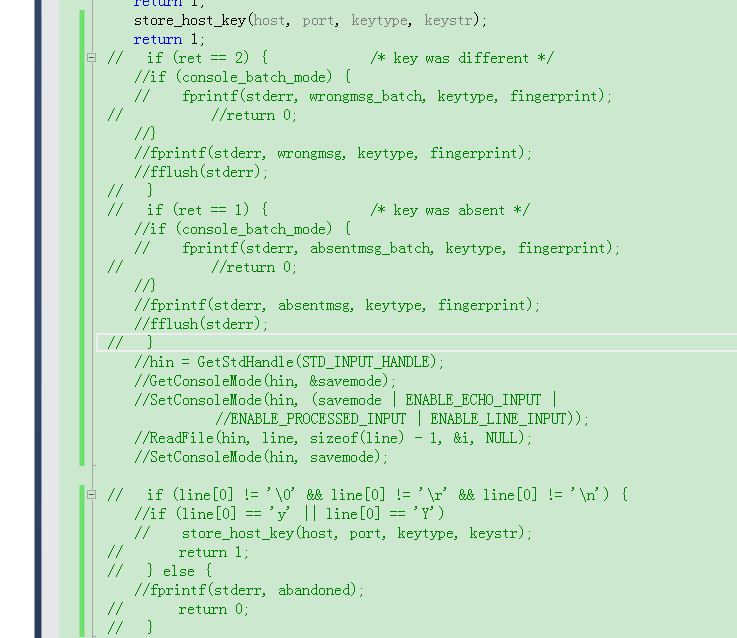 return 1;
store_host_key(host, port, keytype, keystr);
return 1;
//   if (ret == 2) {             /* key was different */
//if (console_batch_mode) {
//    fprintf(stderr, wrongmsg_batch, keytype, fingerprint);
//           //return 0;
//}
//fprintf(stderr, wrongmsg, keytype, fingerprint);
//fflush(stderr);
//   }
//   if (ret == 1) {             /* key was absent */
//if (console_batch_mode) {
//    fprintf(stderr, absentmsg_batch, keytype, fingerprint);
//           //return 0;
//}
//fprintf(stderr, absentmsg, keytype, fingerprint);
//fflush(stderr);
//   }
//hin = GetStdHandle(STD_INPUT_HANDLE);
//GetConsoleMode(hin, &savemode);
//SetConsoleMode(hin, (savemode | ENABLE_ECHO_INPUT |
//ENABLE_PROCESSED_INPUT | ENABLE_LINE_INPUT));
//ReadFile(hin, line, sizeof(line) - 1, &i, NULL);
//SetConsoleMode(hin, savemode);
//   if (line[0] != '\0' && line[0] != '\r' && line[0] != '\n') {
//if (line[0] == 'y' || line[0] == 'Y')
//    store_host_key(host, port, keytype, keystr);
//       return 1;
//   } else {
//fprintf(stderr, abandoned);
//       return 0;
//   }